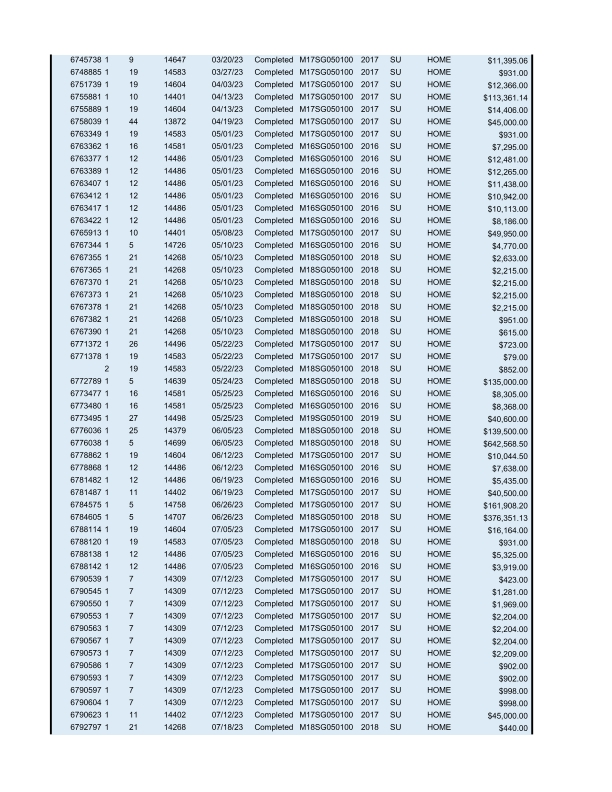 6745738 1 9 14647 03/20/23 Completed M17SG050100 2017 SU HOME $11,395.06
6748885 1 19 14583 03/27/23 Completed M17SG050100 2017 SU HOME $931.00
6751739 1 19 14604 04/03/23 Completed M17SG050100 2017 SU HOME $12,366.00
6755881 1 10 14401 04/13/23 Completed M17SG050100 2017 SU HOME $113,361.14
6755889 1 19 14604 04/13/23 Completed M17SG050100 2017 SU HOME $14,406.00
6758039 1 44 13872 04/19/23 Completed M17SG050100 2017 SU HOME $45,000.00
6763349 1 19 14583 05/01/23 Completed M17SG050100 2017 SU HOME $931.00
6763362 1 16 14581 05/01/23 Completed M16SG050100 2016 SU HOME $7,295.00
6763377 1 12 14486 05/01/23 Completed M16SG050100 2016 SU HOME $12,481.00
6763389 1 12 14486 05/01/23 Completed M16SG050100 2016 SU HOME $12,265.00
6763407 1 12 14486 05/01/23 Completed M16SG050100 2016 SU HOME $11,438.00
6763412 1 12 14486 05/01/23 Completed M16SG050100 2016 SU HOME $10,942.00
6763417 1 12 14486 05/01/23 Completed M16SG050100 2016 SU HOME $10,113.00
6763422 1 12 14486 05/01/23 Completed M16SG050100 2016 SU HOME $8,186.00
6765913 1 10 14401 05/08/23 Completed M17SG050100 2017 SU HOME $49,950.00
6767344 1 5 14726 05/10/23 Completed M16SG050100 2016 SU HOME $4,770.00
6767355 1 21 14268 05/10/23 Completed M18SG050100 2018 SU HOME $2,633.00
6767365 1 21 14268 05/10/23 Completed M18SG050100 2018 SU HOME $2,215.00
6767370 1 21 14268 05/10/23 Completed M18SG050100 2018 SU HOME $2,215.00
6767373 1 21 14268 05/10/23 Completed M18SG050100 2018 SU HOME $2,215.00
6767378 1 21 14268 05/10/23 Completed M18SG050100 2018 SU HOME $2,215.00
6767382 1 21 14268 05/10/23 Completed M18SG050100 2018 SU HOME $951.00
6767390 1 21 14268 05/10/23 Completed M18SG050100 2018 SU HOME $615.00
6771372 1 26 14496 05/22/23 Completed M17SG050100 2017 SU HOME $723.00
6771378 1 19 14583 05/22/23 Completed M17SG050100 2017 SU HOME $79.00
2 19 14583 05/22/23 Completed M18SG050100 2018 SU HOME $852.00
6772789 1 5 14639 05/24/23 Completed M18SG050100 2018 SU HOME $135,000.00
6773477 1 16 14581 05/25/23 Completed M16SG050100 2016 SU HOME $8,305.00
6773480 1 16 14581 05/25/23 Completed M16SG050100 2016 SU HOME $8,368.00
6773495 1 27 14498 05/25/23 Completed M19SG050100 2019 SU HOME $40,600.00
6776036 1 25 14379 06/05/23 Completed M18SG050100 2018 SU HOME $139,500.00
6776038 1 5 14699 06/05/23 Completed M18SG050100 2018 SU HOME $642,568.50
6778862 1 19 14604 06/12/23 Completed M17SG050100 2017 SU HOME $10,044.50
6778868 1 12 14486 06/12/23 Completed M16SG050100 2016 SU HOME $7,638.00
6781482 1 12 14486 06/19/23 Completed M16SG050100 2016 SU HOME $5,435.00
6781487 1 11 14402 06/19/23 Completed M17SG050100 2017 SU HOME $40,500.00
6784575 1 5 14758 06/26/23 Completed M17SG050100 2017 SU HOME $161,908.20
6784605 1 5 14707 06/26/23 Completed M18SG050100 2018 SU HOME $376,351.13
6788114 1 19 14604 07/05/23 Completed M17SG050100 2017 SU HOME $16,164.00
6788120 1 19 14583 07/05/23 Completed M18SG050100 2018 SU HOME $931.00
6788138 1 12 14486 07/05/23 Completed M16SG050100 2016 SU HOME $5,325.00
6788142 1 12 14486 07/05/23 Completed M16SG050100 2016 SU HOME $3,919.00
6790539 1 7 14309 07/12/23 Completed M17SG050100 2017 SU HOME $423.00
6790545 1 7 14309 07/12/23 Completed M17SG050100 2017 SU HOME $1,281.00
6790550 1 7 14309 07/12/23 Completed M17SG050100 2017 SU HOME $1,969.00
6790553 1 7 14309 07/12/23 Completed M17SG050100 2017 SU HOME $2,204.00
6790563 1 7 14309 07/12/23 Completed M17SG050100 2017 SU HOME $2,204.00
6790567 1 7 14309 07/12/23 Completed M17SG050100 2017 SU HOME $2,204.00
6790573 1 7 14309 07/12/23 Completed M17SG050100 2017 SU HOME $2,209.00
6790586 1 7 14309 07/12/23 Completed M17SG050100 2017 SU HOME $902.00
6790593 1 7 14309 07/12/23 Completed M17SG050100 2017 SU HOME $902.00
6790597 1 7 14309 07/12/23 Completed M17SG050100 2017 SU HOME $998.00
6790604 1 7 14309 07/12/23 Completed M17SG050100 2017 SU HOME $998.00
6790623 1 11 14402 07/12/23 Completed M17SG050100 2017 SU HOME $45,000.00
6792797 1 21 14268 07/18/23 Completed M18SG050100 2018 SU HOME $440.00